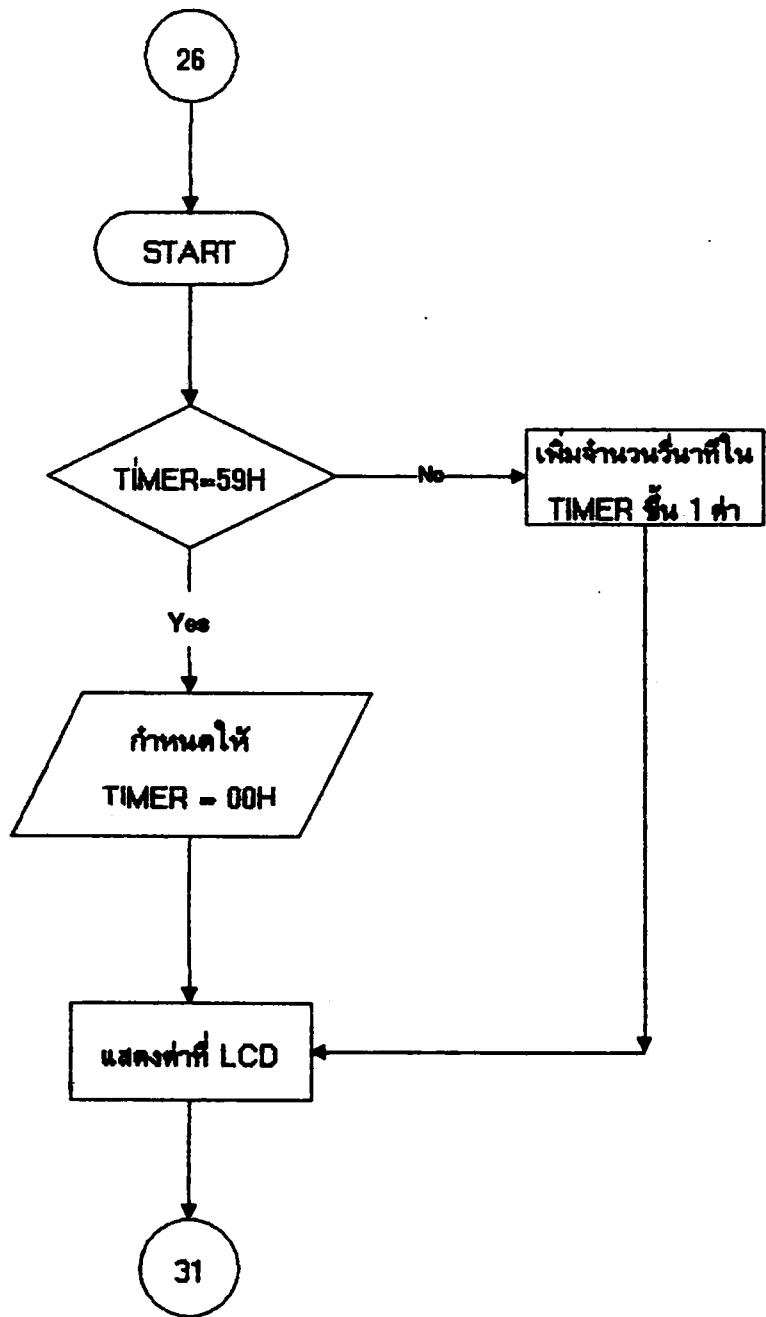 26
START
TIMER=59H
No
เพิ่มจำนวนวินาทีใน
TIMER ขึ้น 1 ค่า
Yes
กำหนดให้
TIMER = 00H
แสดงค่าที่ LCD
31